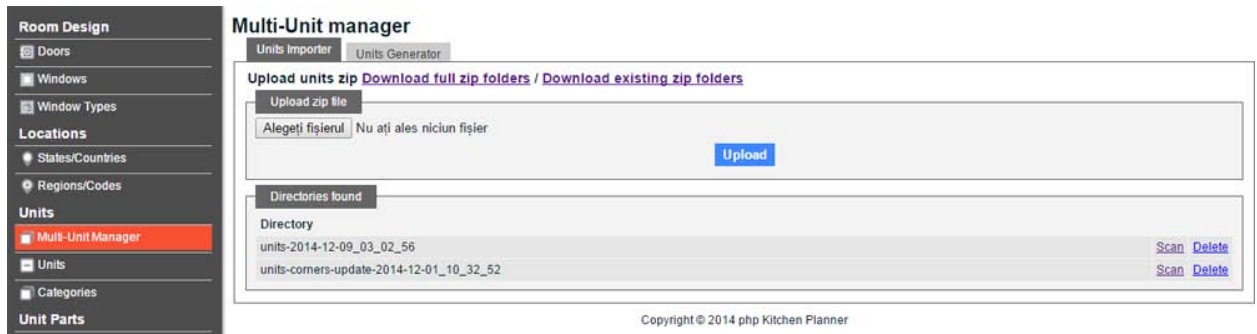 Room Design
Doors
Windows
Window Types
Locations
States/Countries
Regions/Codes
Units
Multi-Unit Manager
Units
Categories
Unit Parts
Multi-Unit manager
Units Importer Units Generator
Upload units zip Download full zip folders / Download existing zip folders
Upload zip file
Alegeți fișierul Nu ați ales niciun fișier
Upload
Directories found
Directory
units-2014-12-09_03_02_56 Scan Delete
units-corners-update-2014-12-01_10_32_52 Scan Delete
Copyright © 2014 php Kitchen Planner